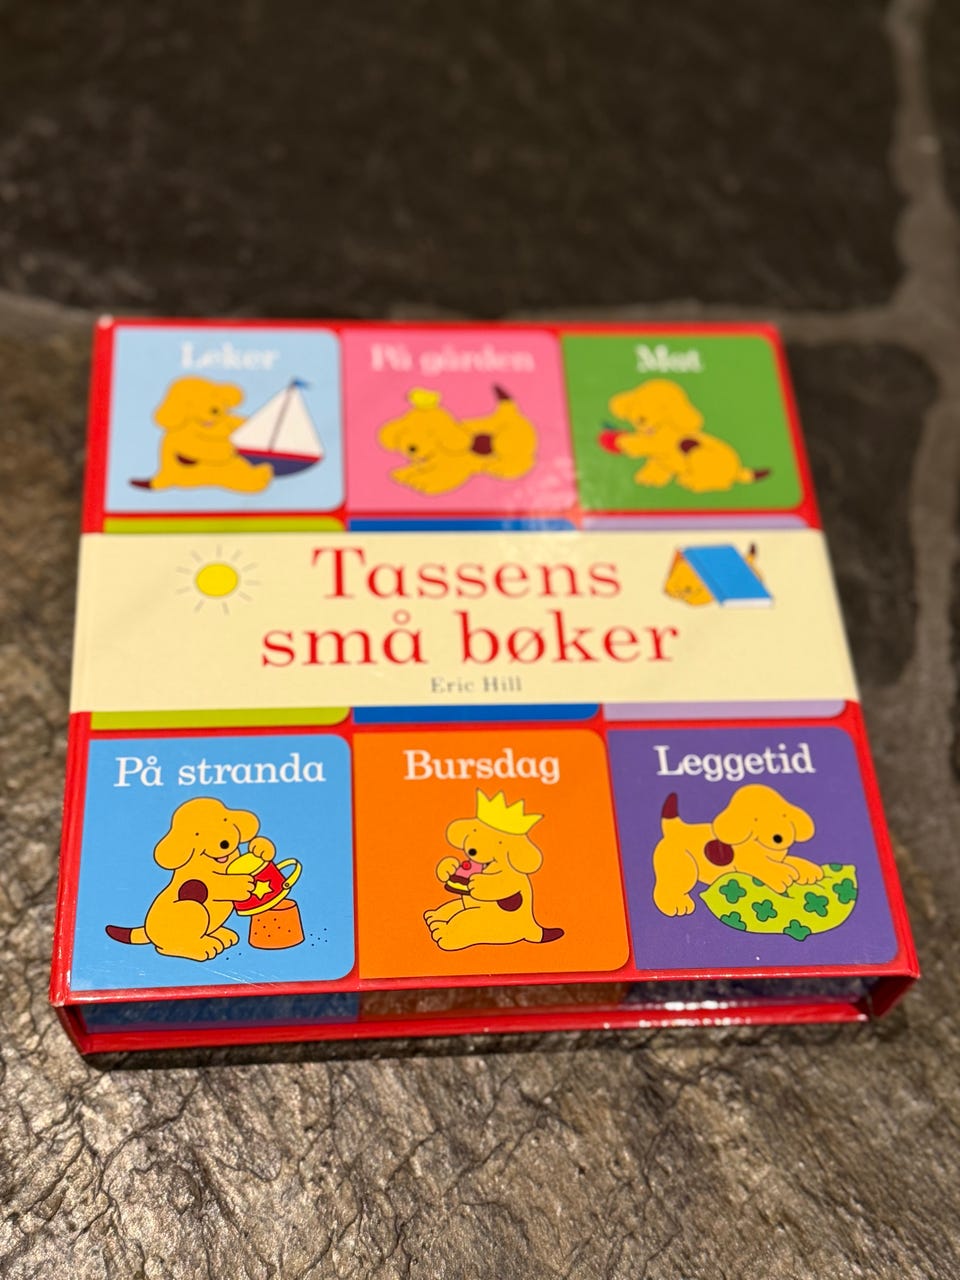 Leker
På gården
Mat
Tassens
små bøker
Eric Hill
På stranda
Bursdag
Leggetid